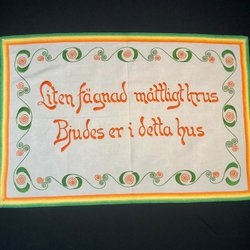 Liten fägnad måttligt krus
Bjudes er i detta hus